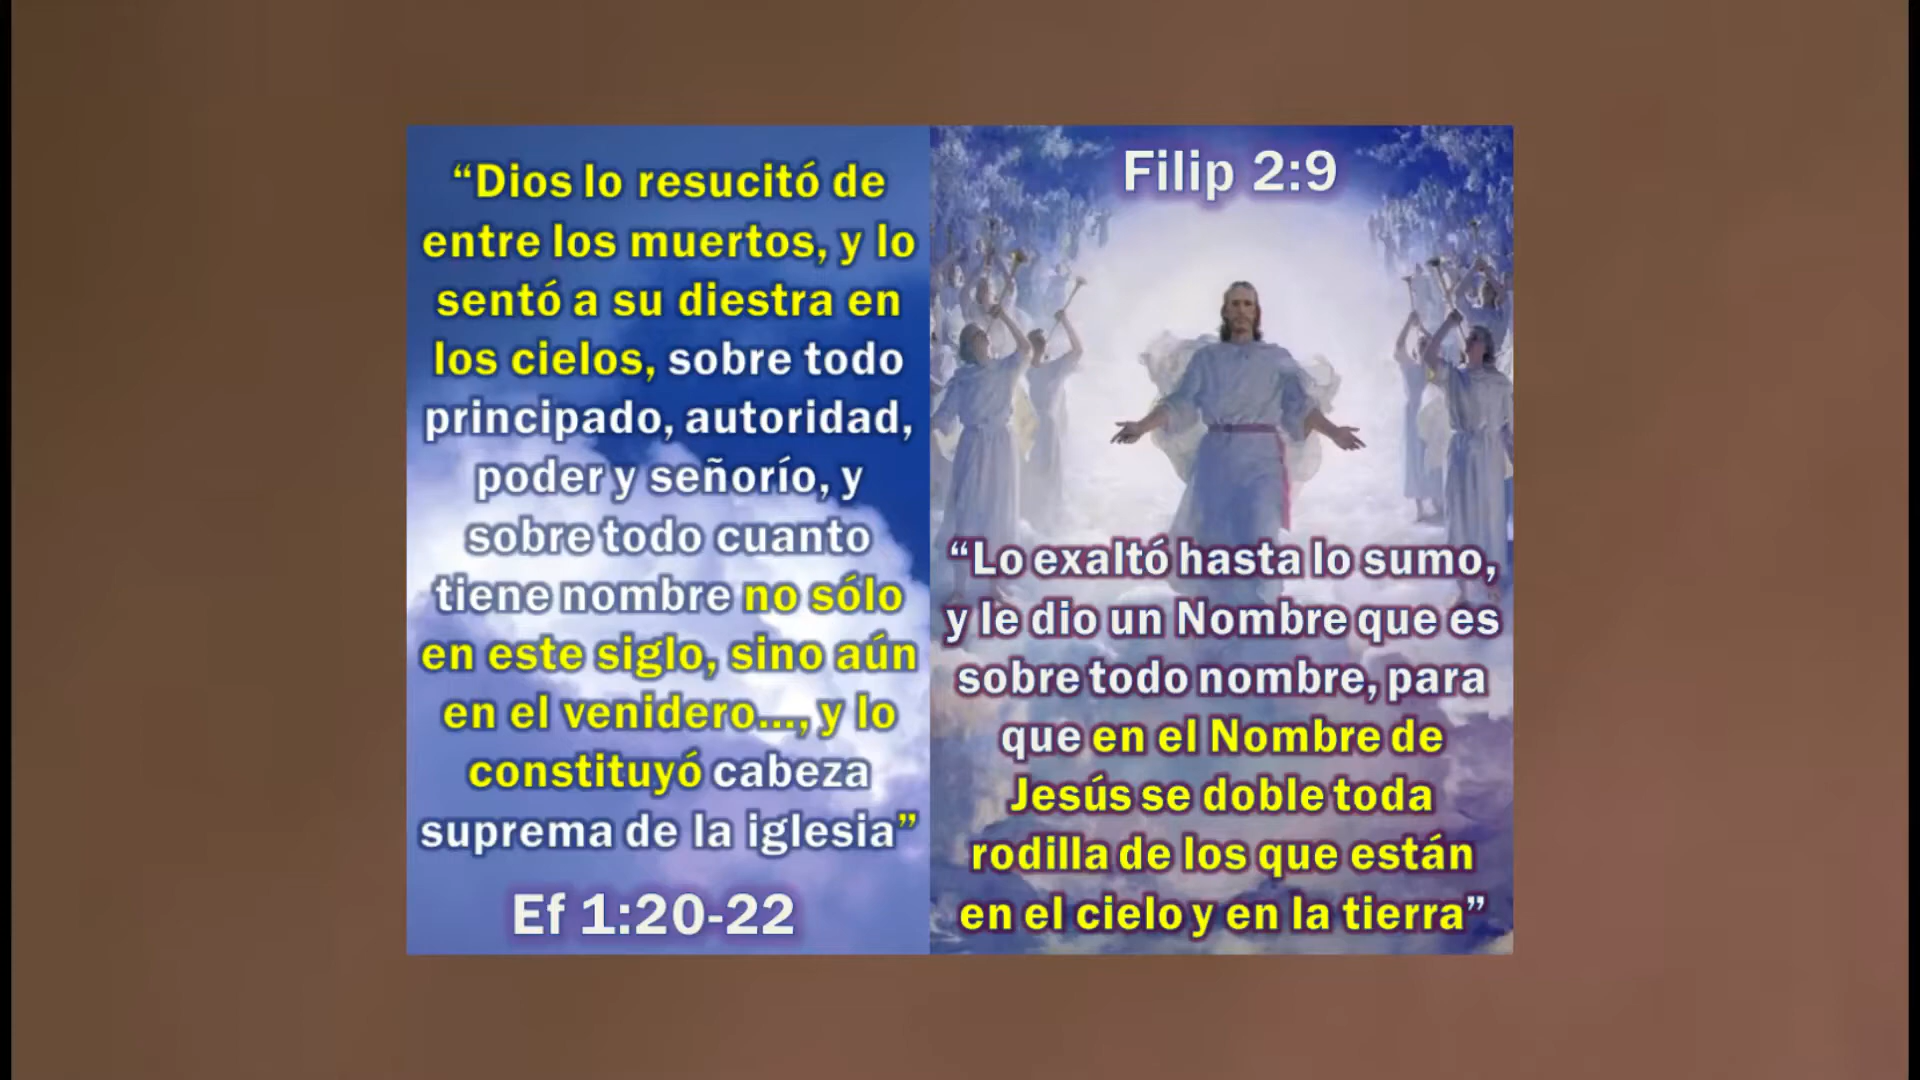 “Dios lo resucitó de
entre los muertos, y lo
sentó a su diestra en
los cielos, sobre todo
principado, autoridad,
poder y señorío, y
sobre todo cuanto
tiene nombre no sólo
en este siglo, sino aún
en el venidero..., y lo
constituyó cabeza
suprema de la iglesia”
Ef 1:20-22
Filip 2:9
“Lo exaltó hasta lo sumo,
y le dio un Nombre que es
sobre todo nombre, para
que en el Nombre de
Jesús se doble toda
rodilla de los que están
en el cielo y en la tierra”